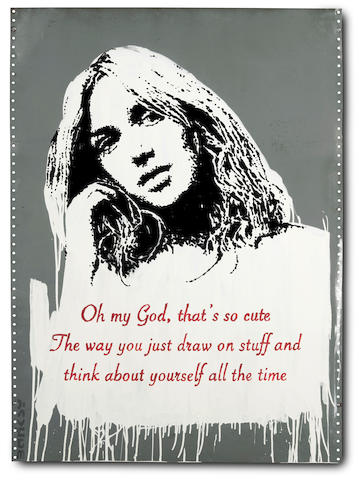 Oh my God, that's so cute
The way you just draw on stuff and
think about yourself all the time
BANKSY